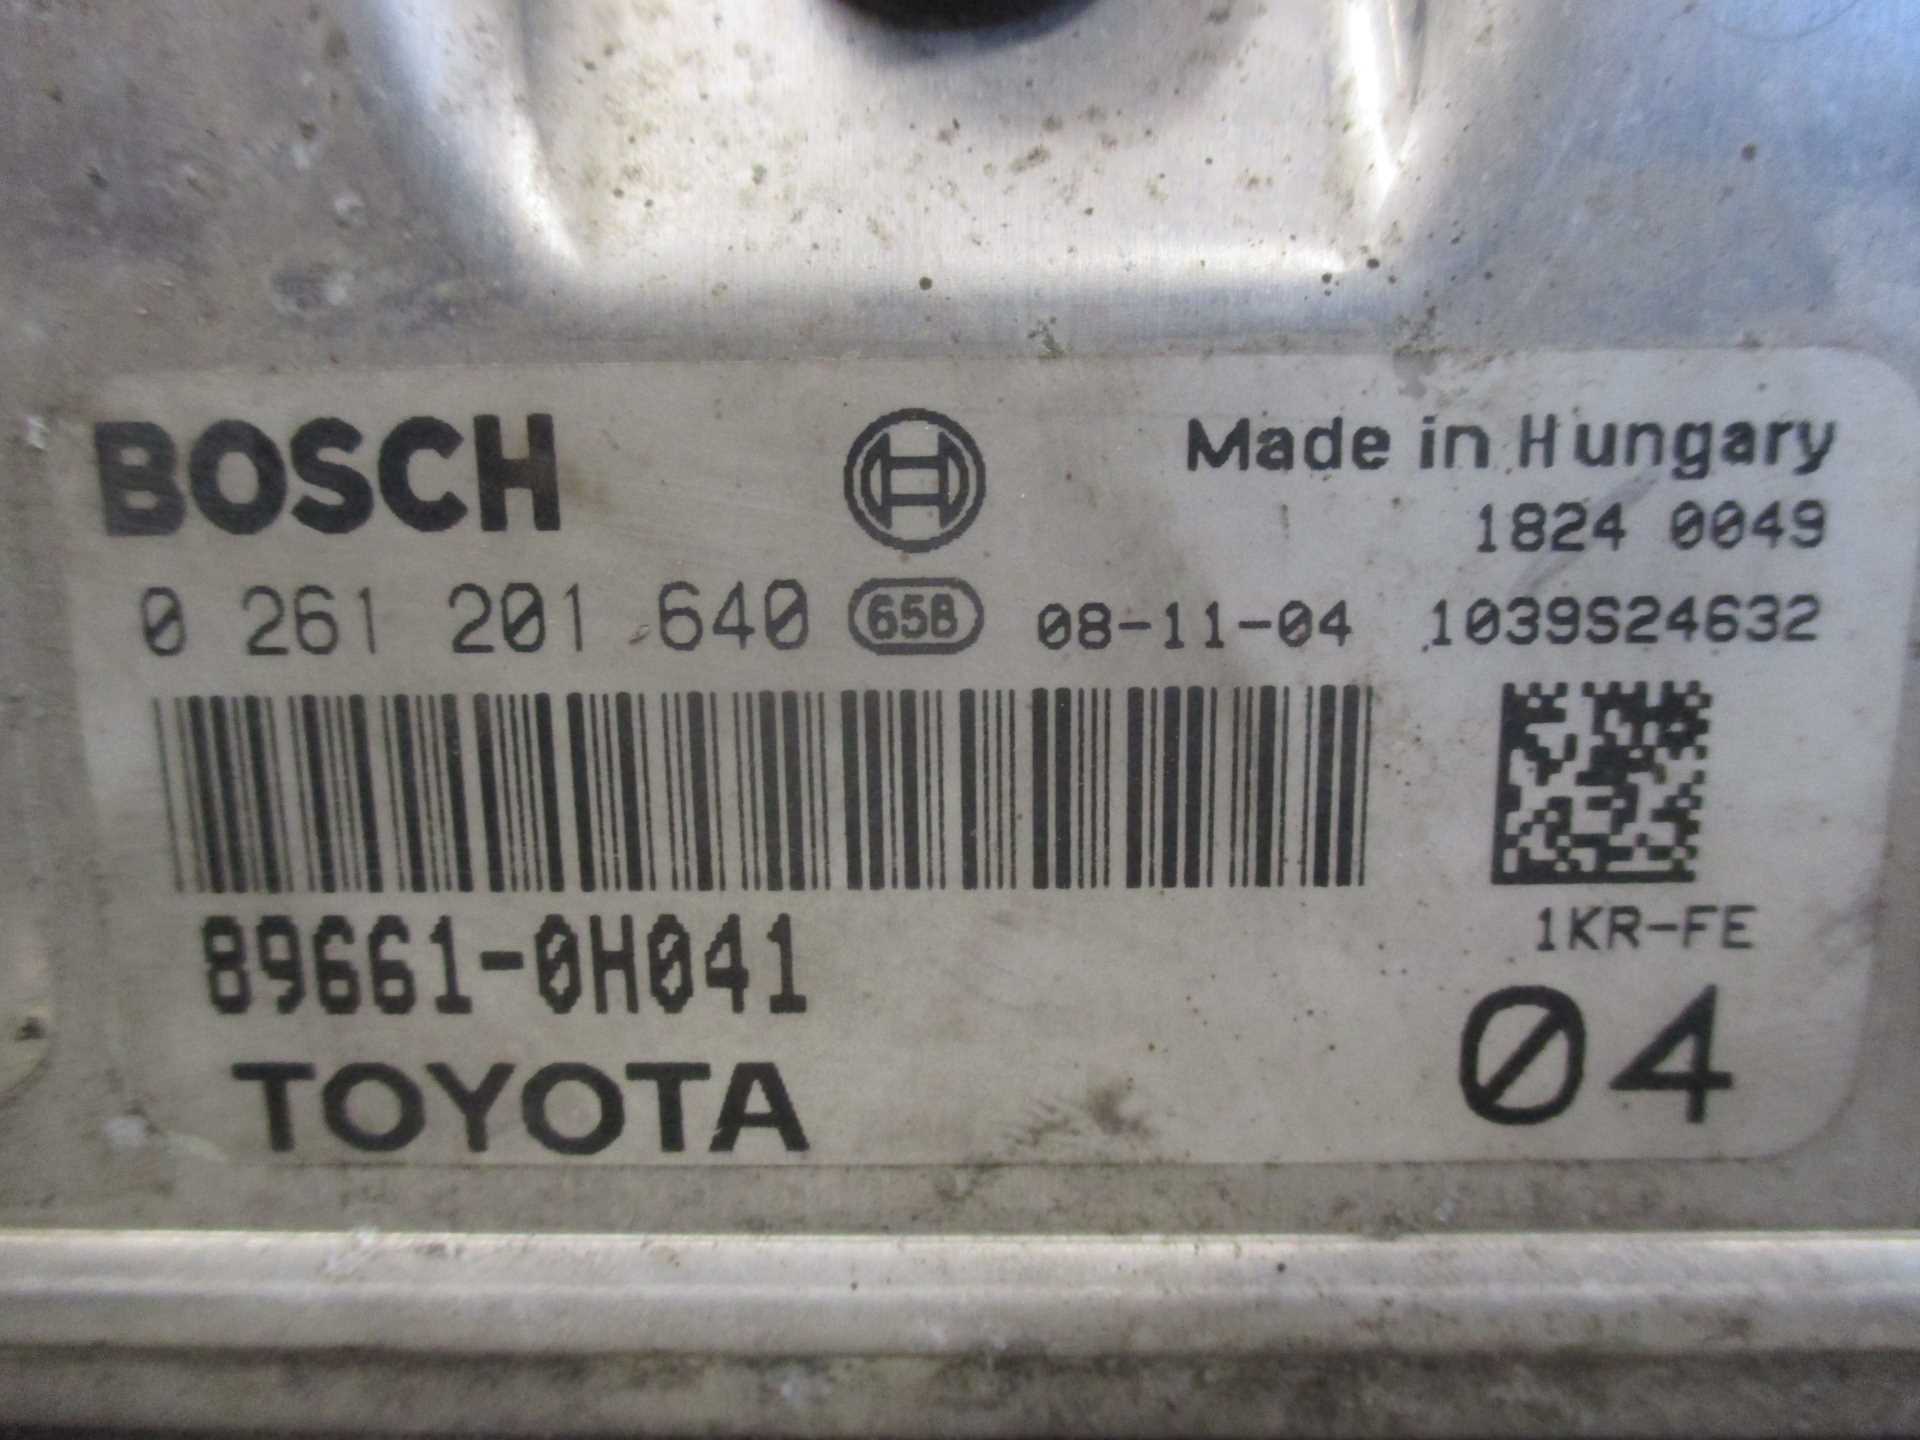 BOSCH
Made in Hungary
1824 0049
0 261 201 640 658 08-11-04 1039S24632
89661-0H041
1KR-FE
TOYOTA
04